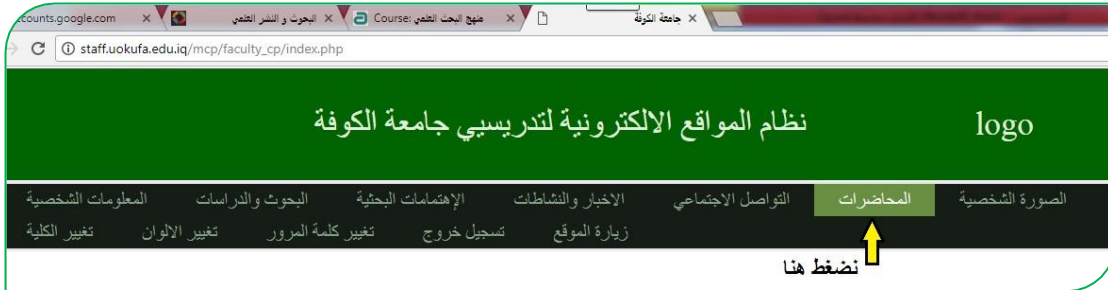 counts.google.com
البحوث و النشر العلمي
Course: منهج البحث العلمي
جامعة الكوفة
staff.uokufa.edu.iq/mcp/faculty_cp/index.php
نظام المواقع الالكترونية لتدريسيي جامعة الكوفة
logo
المعلومات الشخصية البحوث والدراسات الإهتمامات البحثية الاخبار والنشاطات التواصل الاجتماعي المحاضرات الصورة الشخصية
تغيير الكلية تغيير الالوان تغيير كلمة المرور تسجيل خروج زيارة الموقع
نضغط هنا